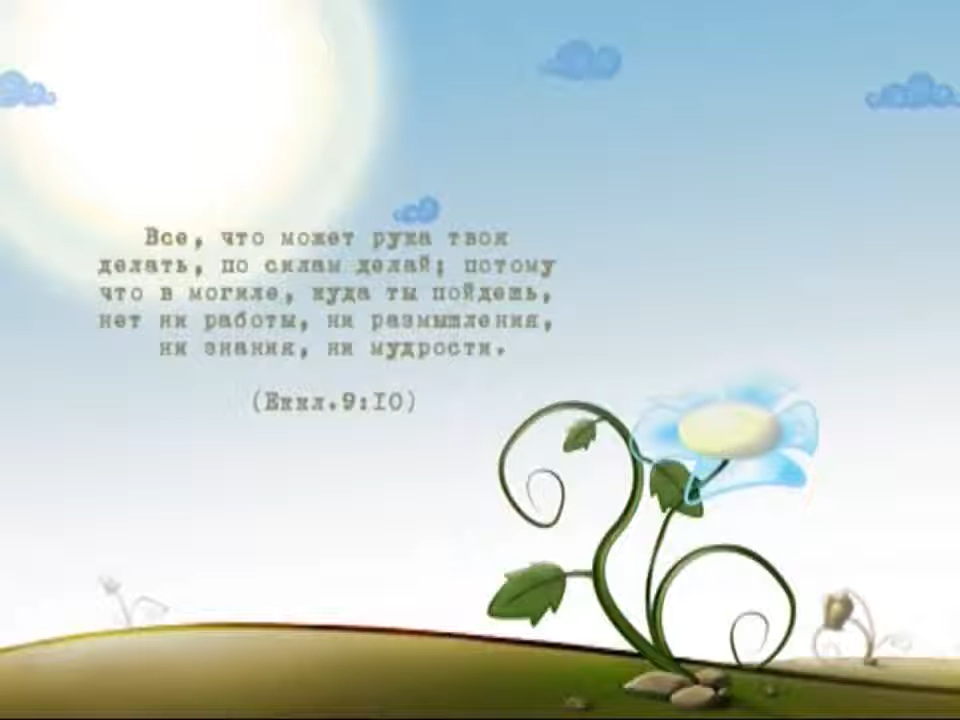 Все, что может рука твоя
делать, по силам делай; потому
что в могиле, куда ты пойдешь,
нет ни работы, ни размышления,
ни знания, ни мудрости.
(Еккл.9:10)